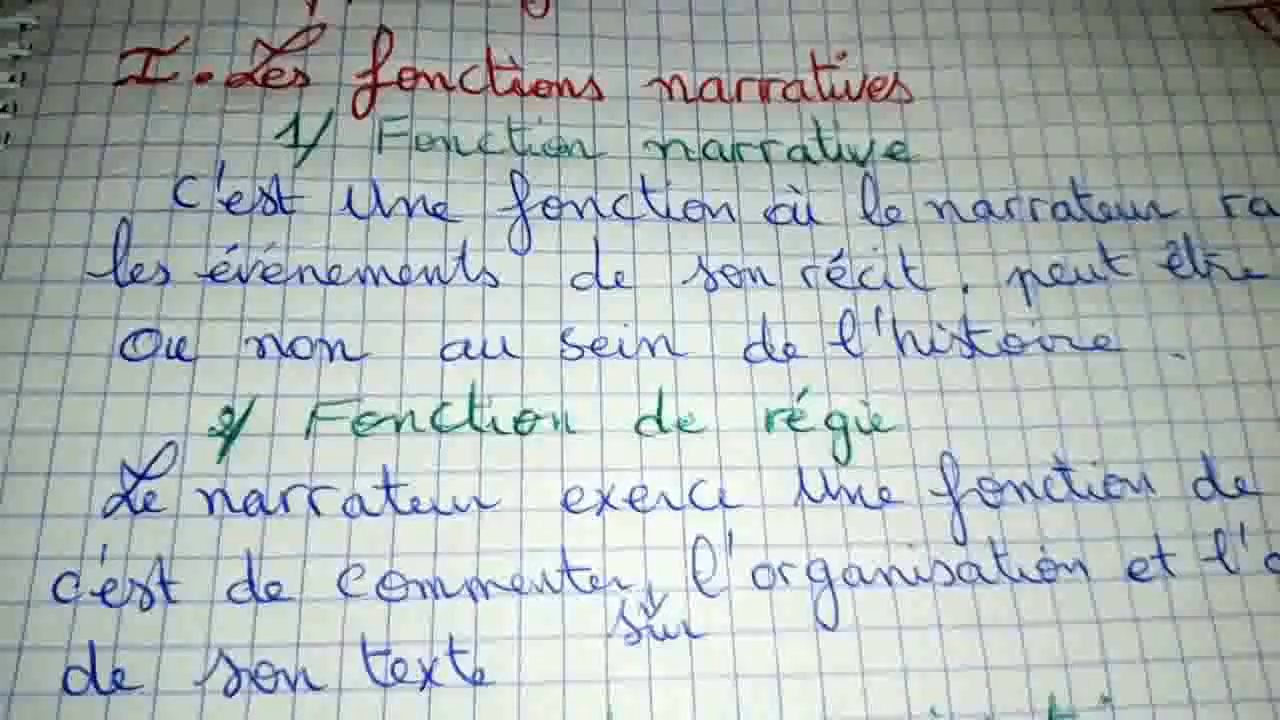 I. Les fonctions narratives
1/ Fonction narrative
c'est une fonction où le narrateur ra
les événements de son récit. peut être
ou non au sein de l'histoire.
2/ Fonction de régie
Le narrateur exerce une fonction de
c'est de commenter l'organisation et l'o
sur
de son texte